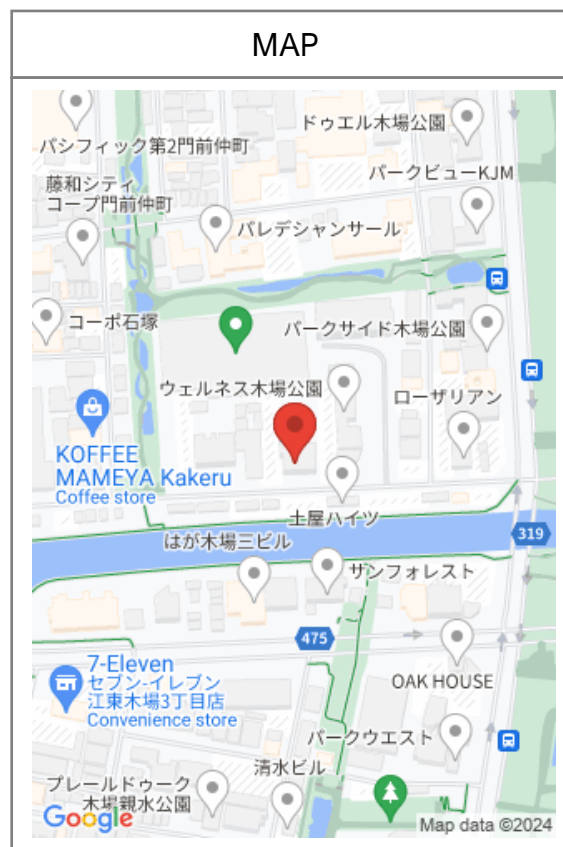 MAP
ドゥエル木場公園
パシフィック第2門前仲町
パークビューKJM
藤和シティ
コープ門前仲町
パレデシャンサール
コーポ石塚
パークサイド木場公園
ウェルネス木場公園
ローザリアン
KOFFEE
MAMEYA Kakeru
Coffee store
土屋ハイツ
319
はが木場三ビル
サンフォレスト
475
7-Eleven
セブン-イレブン
江東木場3丁目店
Convenience store
OAK HOUSE
パークウエスト
清水ビル
プレールドゥーク
木場親水公園
Google
Map data ©2024